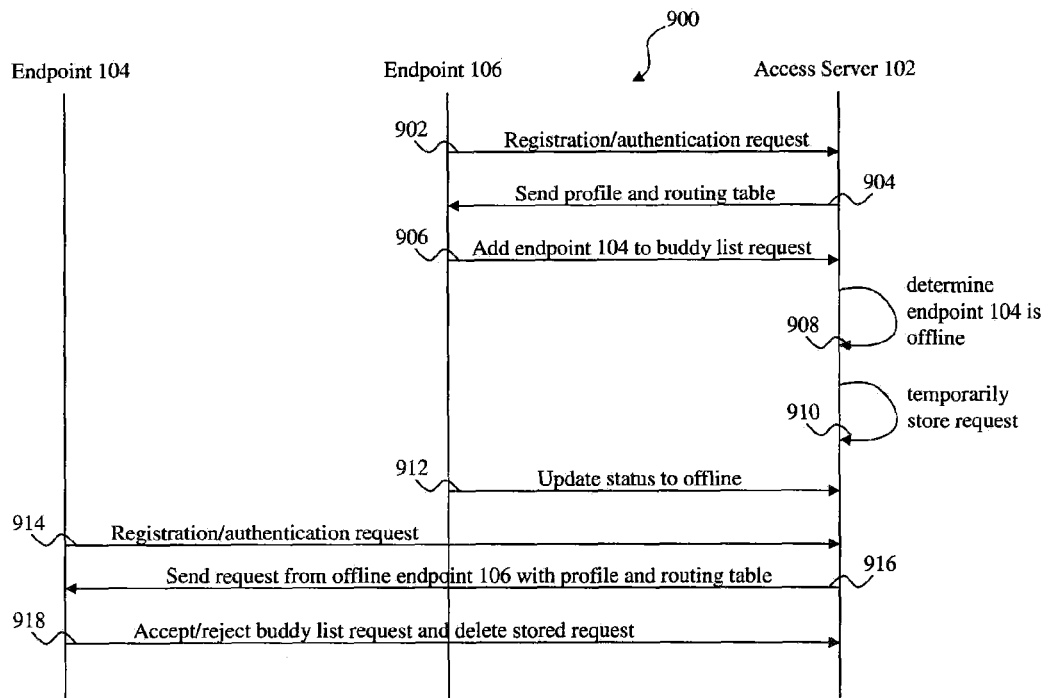 900
Endpoint 104
Endpoint 106
Access Server 102
902
Registration/authentication request
Send profile and routing table
904
906
Add endpoint 104 to buddy list request
determine
endpoint 104 is
offline
908
temporarily
store request
910
912
Update status to offline
914
Registration/authentication request
Send request from offline endpoint 106 with profile and routing table
916
918
Accept/reject buddy list request and delete stored request